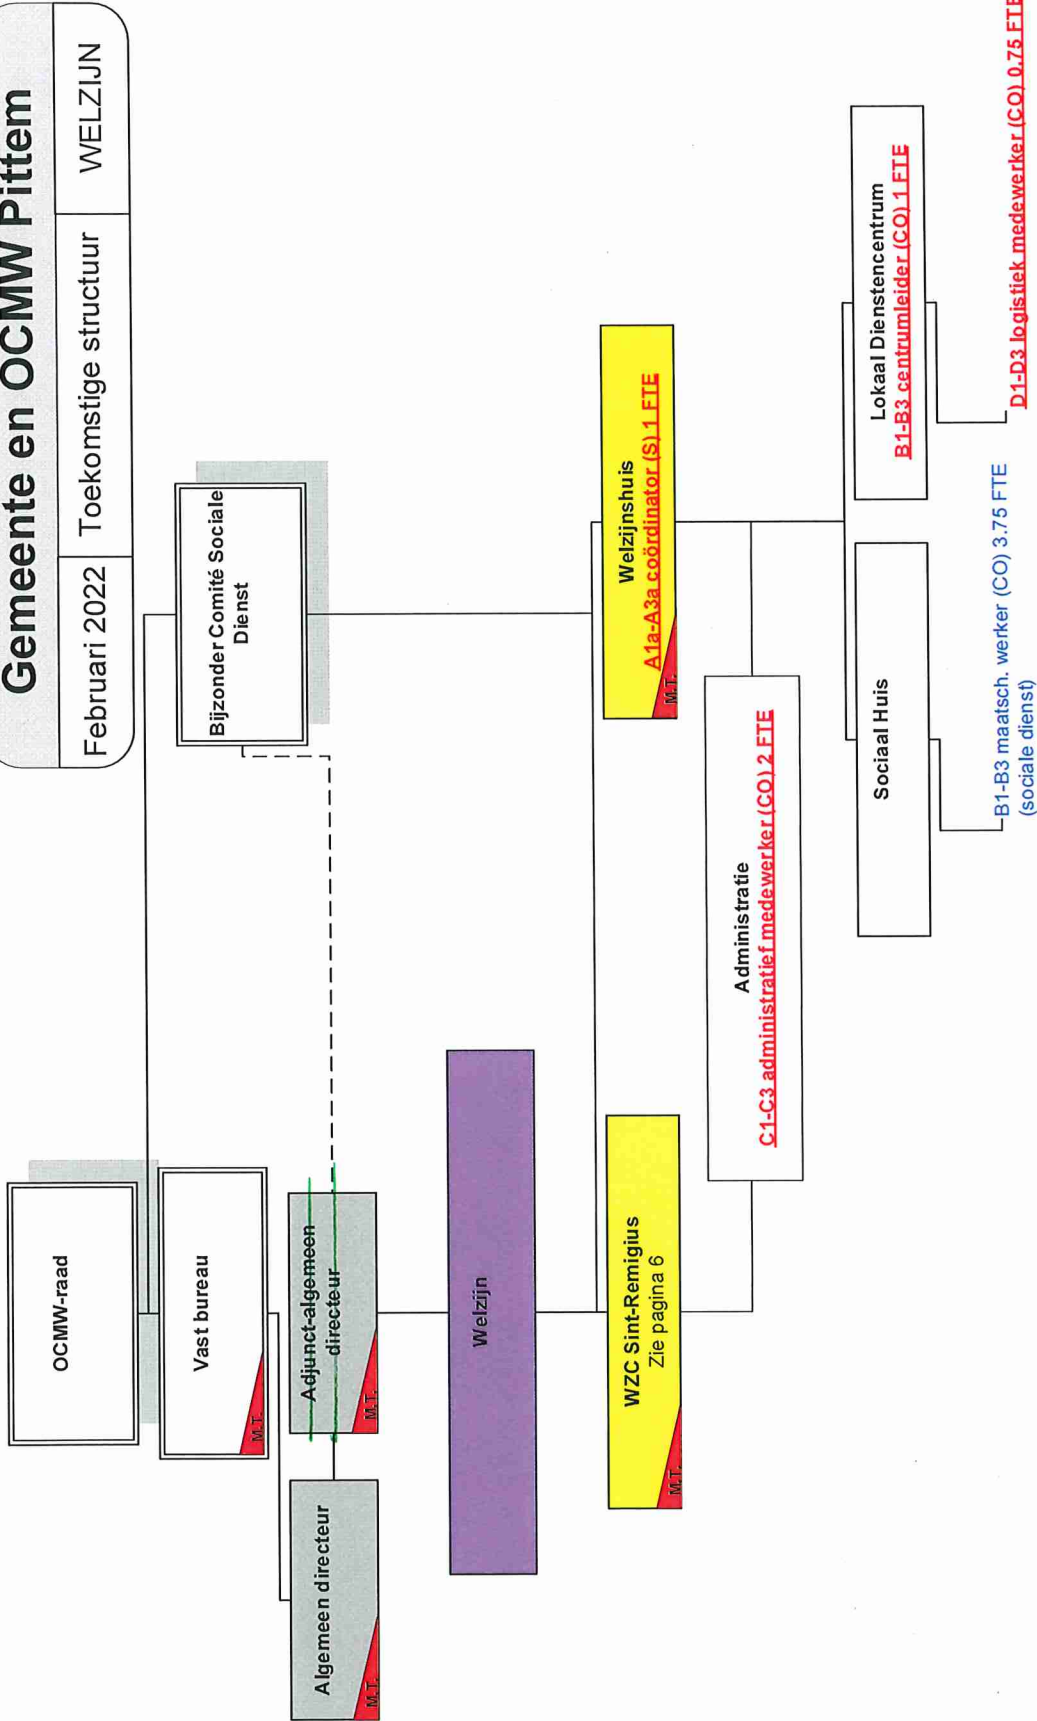 Gemeente en OCMW Pittem
Februari 2022
Toekomstige structuur
WELZIJN
OCMW-raad
Vast bureau
M.T.
Bijzonder Comité Sociale
Dienst
Algemeen directeur
M.T.
Adjunct-algemeen
directeur
M.T.
Welzijn
WZC Sint-Remigius
Zie pagina 6
M.T.
Welzijnshuis
A1a-A3a coördinator (S) 1 FTE
M.T.
Administratie
C1-C3 administratief medewerker (CO) 2 FTE
Sociaal Huis
Lokaal Dienstencentrum
B1-B3 centrumleider (CO) 1 FTE
B1-B3 maatsch. werker (CO) 3.75 FTE
(sociale dienst)
D1-D3 logistiek medewerker (CO) 0.75 FTE